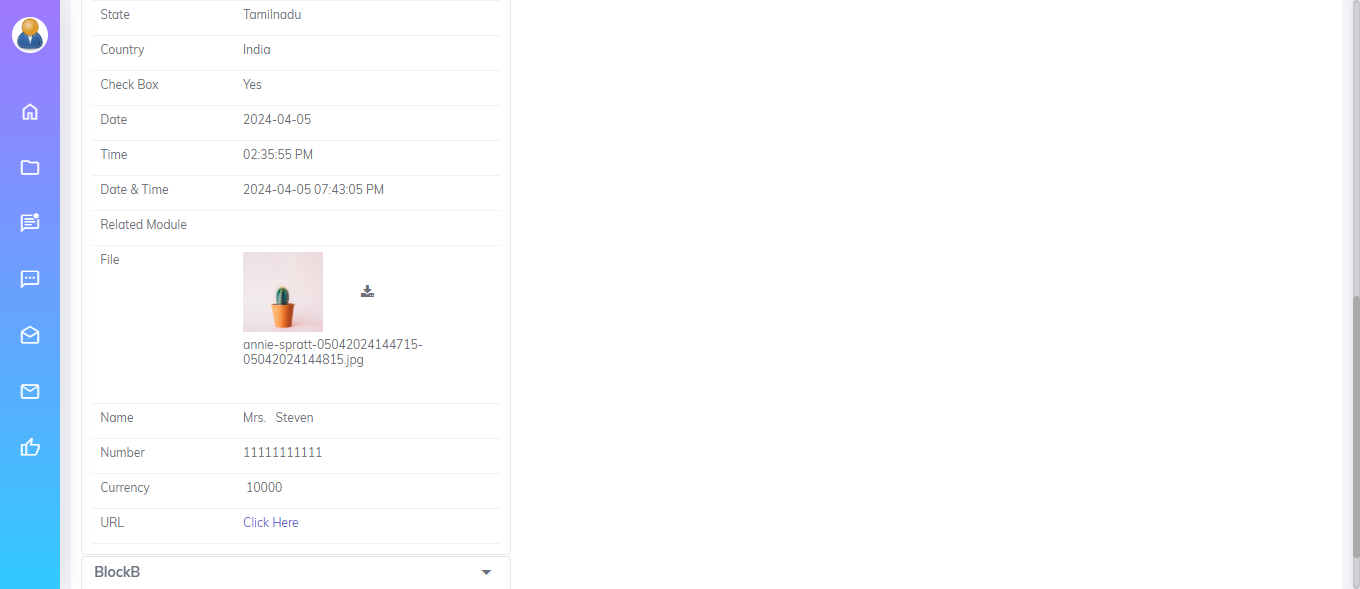 State Tamilnadu
Country India
Check Box Yes
Date 2024-04-05
Time 02:35:55 PM
Date & Time 2024-04-05 07:43:05 PM
Related Module
File
annie-spratt-05042024144715-
05042024144815.jpg
Name Mrs. Steven
Number 11111111111
Currency 10000
URL Click Here
BlockB